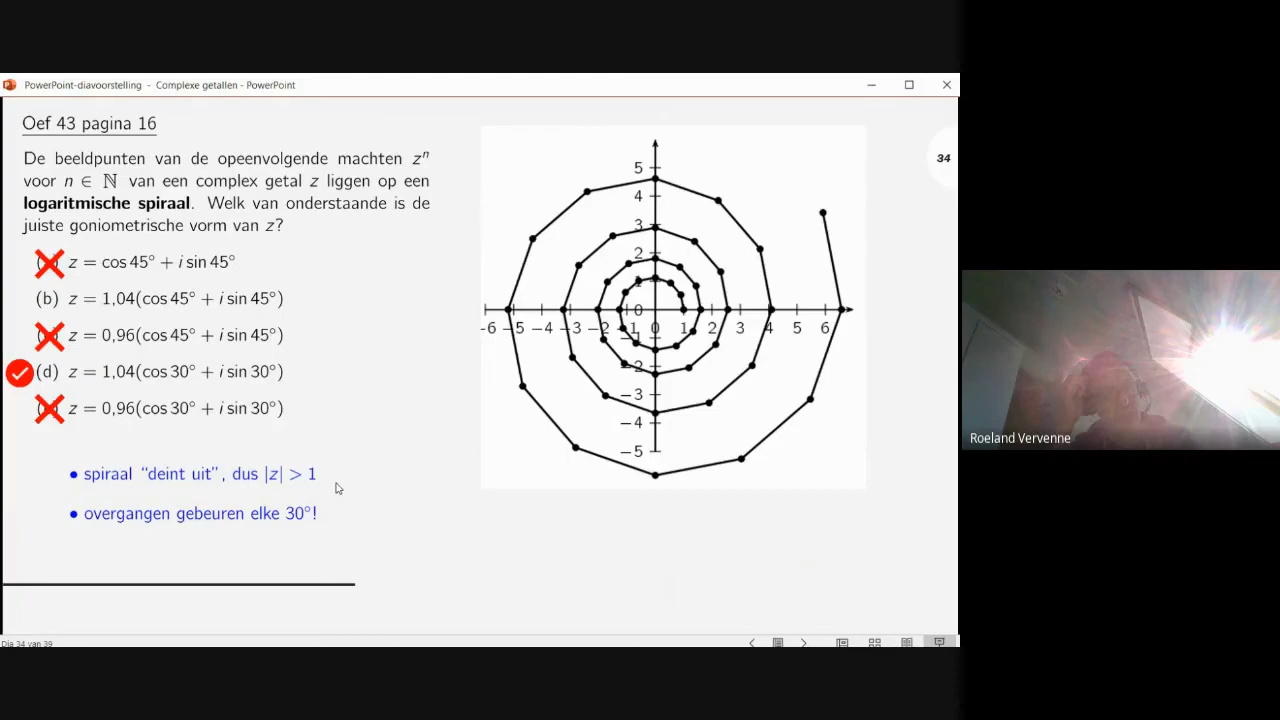 PowerPoint-diavoorstelling - Complexe getallen - PowerPoint
Oef 43 pagina 16
34
De beeldpunten van de opeenvolgende machten zⁿ
voor n ∈ ℕ van een complex getal z liggen op een
logaritmische spiraal. Welk van onderstaande is de
juiste goniometrische vorm van z?
z = cos 45° + i sin 45°
(b) z = 1,04(cos 45° + i sin 45°)
z = 0,96(cos 45° + i sin 45°)
(d) z = 1,04(cos 30° + i sin 30°)
z = 0,96(cos 30° + i sin 30°)
• spiraal “deint uit”, dus |z| > 1
• overgangen gebeuren elke 30°!
5
4
3
2
1
0
-6 -5 -4 -3 -2 -1 0 1 2 3 4 5 6
-1
-2
-3
-4
-5
Roeland Vervenne
Dia 34 van 39